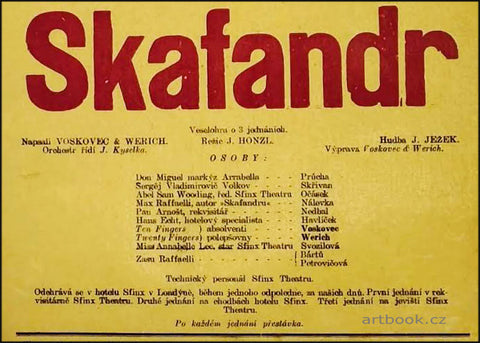 Skafandr
Veselohra o 3 jednáních.
Napsali VOSKOVEC & WERICH. Režie J. HONZL. Hudba J. JEŽEK.
Orchestr řídí J. Kyselka. Výprava Voskovec & Werich.
OSOBY:
Don Miguel markýz Arrabella - - - Průcha
Sergěj Vladimirovič Volkov - - - Skřivan
Abel Sam Wooding, řed. Sfinx Theatru - Očásek
Max Raffaelli, autor »Skafandru« - - Nálevka
Pan Arnošt, rekvisitář - - - Nedbal
Hans Echt, hotelový specialista - - - Havlíček
Ten Fingers ) absolventi - - - Voskovec
Twenty Fingers) polepšovny - - - Werich
Miss Annabelle Lee, star Sfinx Theatru - Svozilová
Zasu Raffaelli - - - { Bártů
Petrovičová
Technický personál Sfinx Theatru.
Odehrává se v hotelu Sfinx v Londýně, během jednoho odpoledne, za našich dnů. První jednání v rek-
visitárně Sfinx Theatru. Druhé jednání na chodbách hotelu Sfinx. Třetí jednání na jevišti Sfinx
Theatru.
Po každém jednání přestávka.
artbook.cz